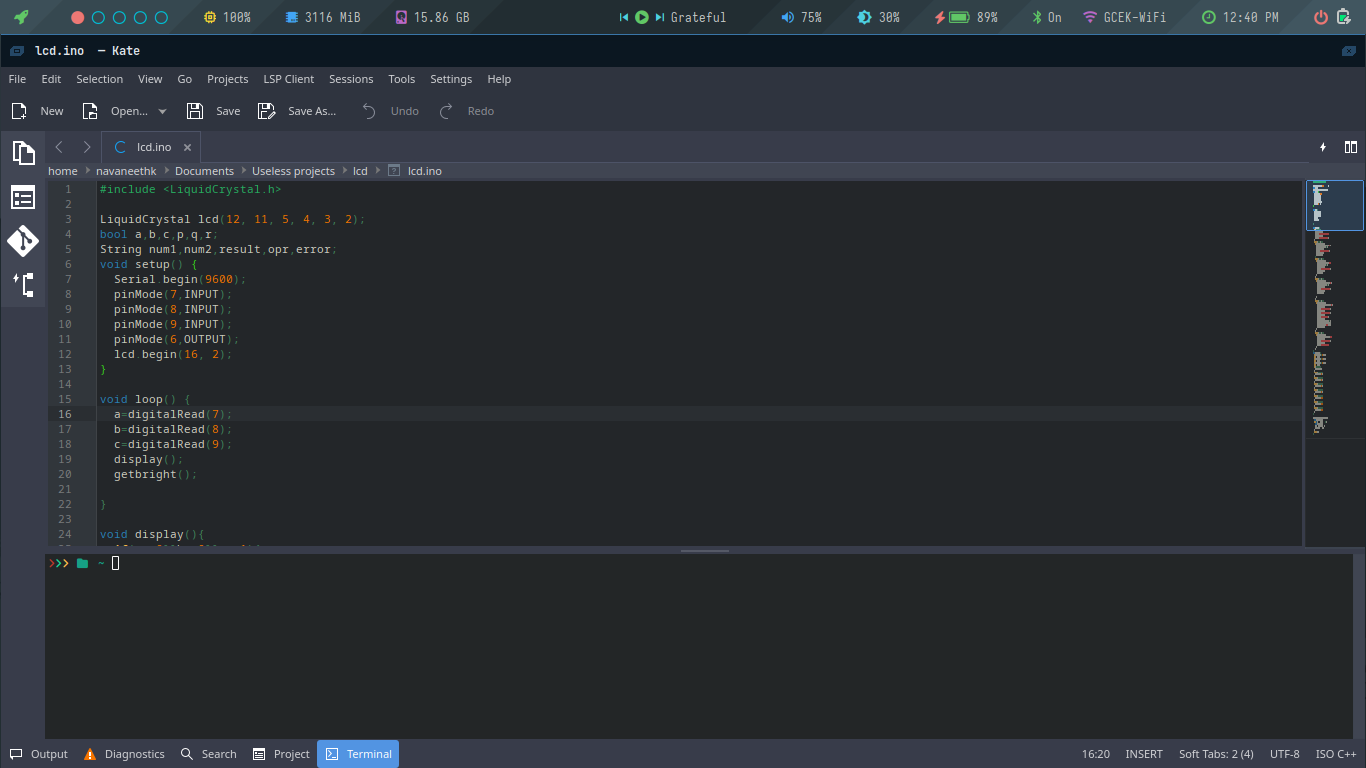 100% 3116 MiB 15.86 GB Grateful 75% 30% 89% On GCEK-WiFi 12:40 PM
lcd.ino — Kate
File Edit Selection View Go Projects LSP Client Sessions Tools Settings Help
New Open... Save Save As... Undo Redo
lcd.ino
home navaneethk Documents Useless projects lcd lcd.ino
1 #include <LiquidCrystal.h>
2
3 LiquidCrystal lcd(12, 11, 5, 4, 3, 2);
4 bool a,b,c,p,q,r;
5 String num1,num2,result,opr,error;
6 void setup() {
7 Serial.begin(9600);
8 pinMode(7,INPUT);
9 pinMode(8,INPUT);
10 pinMode(9,INPUT);
11 pinMode(6,OUTPUT);
12 lcd.begin(16, 2);
13 }
14
15 void loop() {
16 a=digitalRead(7);
17 b=digitalRead(8);
18 c=digitalRead(9);
19 display();
20 getbright();
21
22 }
23
24 void display(){
>>> ~
Output Diagnostics Search Project Terminal 16:20 INSERT Soft Tabs: 2 (4) UTF-8 ISO C++